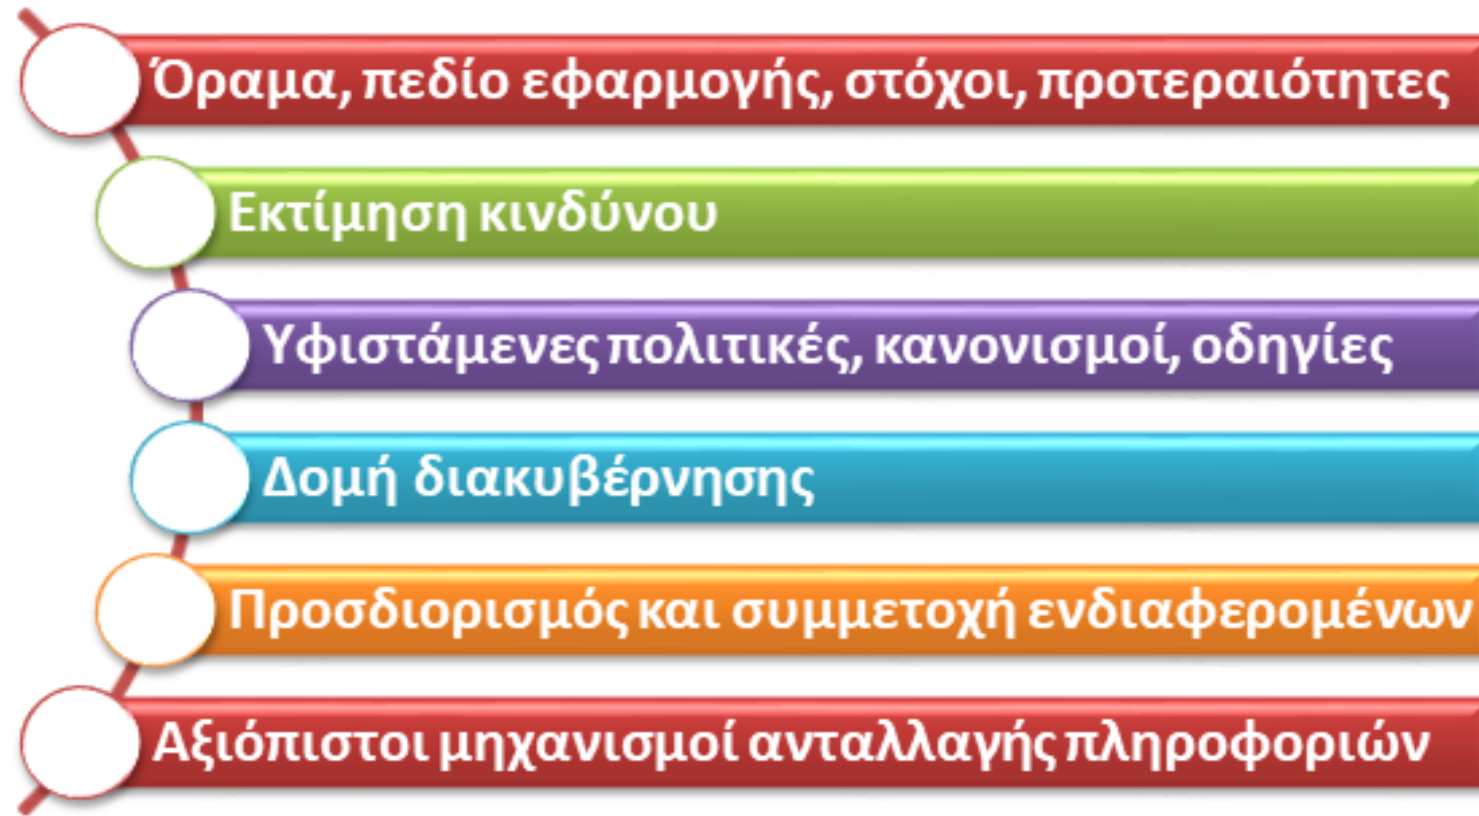 Όραμα, πεδίο εφαρμογής, στόχοι, προτεραιότητες
Εκτίμηση κινδύνου
Υφιστάμενες πολιτικές, κανονισμοί, οδηγίες
Δομή διακυβέρνησης
Προσδιορισμός και συμμετοχή ενδιαφερομένων
Αξιόπιστοι μηχανισμοί ανταλλαγής πληροφοριών